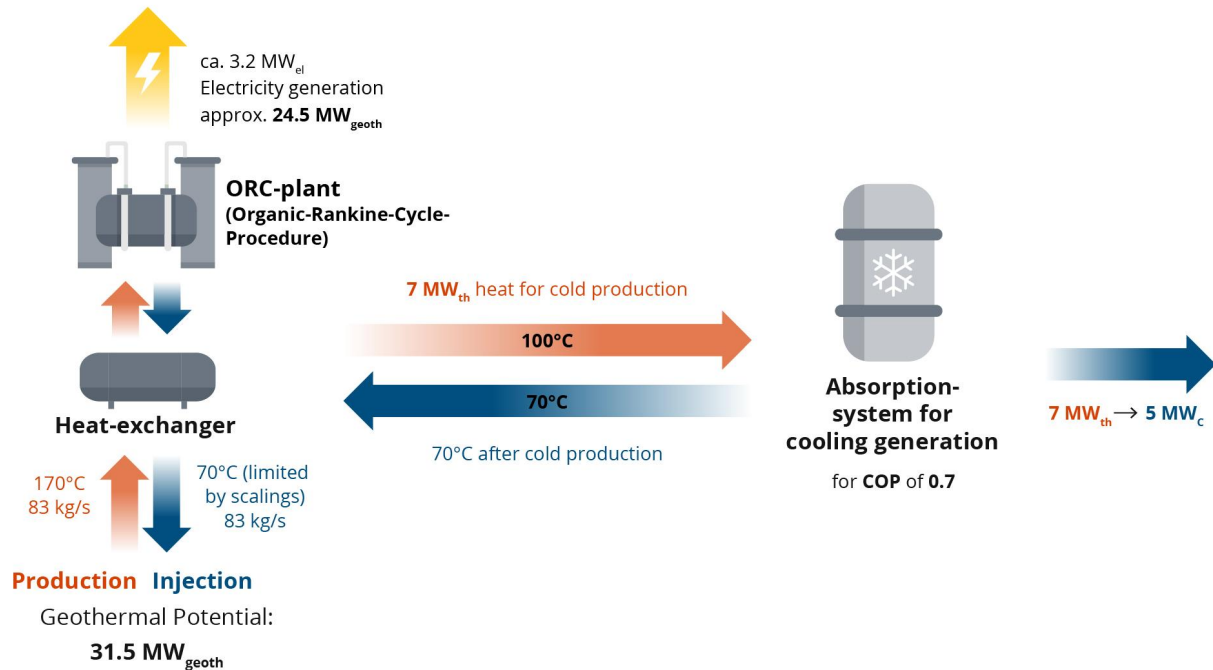 ca. 3.2 MWel
Electricity generation
approx. 24.5 MWgeoth
ORC-plant
(Organic-Rankine-Cycle-
Procedure)
7 MWth heat for cold production
100°C
70°C
70°C after cold production
Heat-exchanger
170°C
83 kg/s
70°C (limited
by scalings)
83 kg/s
Production Injection
Geothermal Potential:
31.5 MWgeoth
Absorption-
system for
cooling generation
for COP of 0.7
7 MWth → 5 MWc